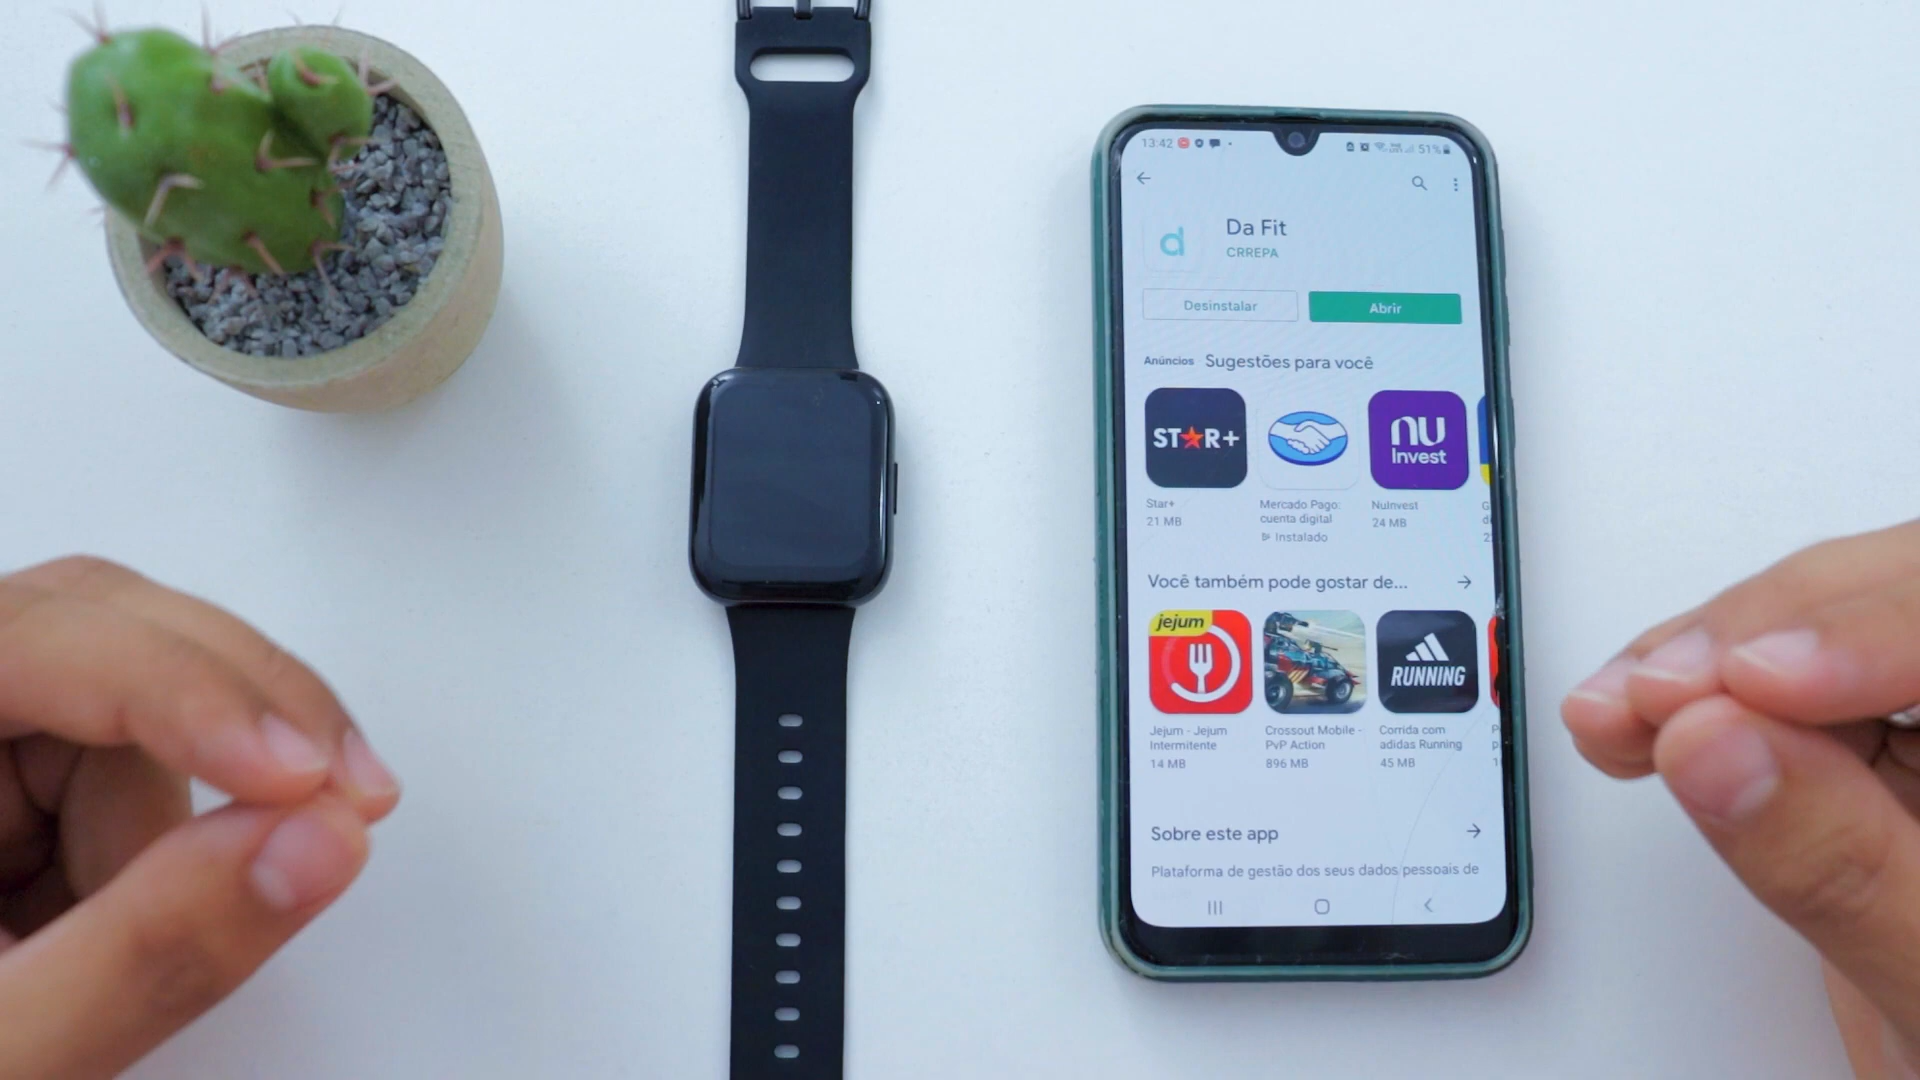 13:42
51%
d
Da Fit
CRREPA
Desinstalar
Abrir
Anúncios Sugestões para você
ST★R+
nu
Invest
Star+
21 MB
Mercado Pago:
cuenta digital
Instalado
NuInvest
24 MB
Você também pode gostar de...
jejum
RUNNING
Jejum - Jejum
Intermitente
14 MB
Crossout Mobile -
PvP Action
896 MB
Corrida com
adidas Running
45 MB
Sobre este app
Plataforma de gestão dos seus dados pessoais de